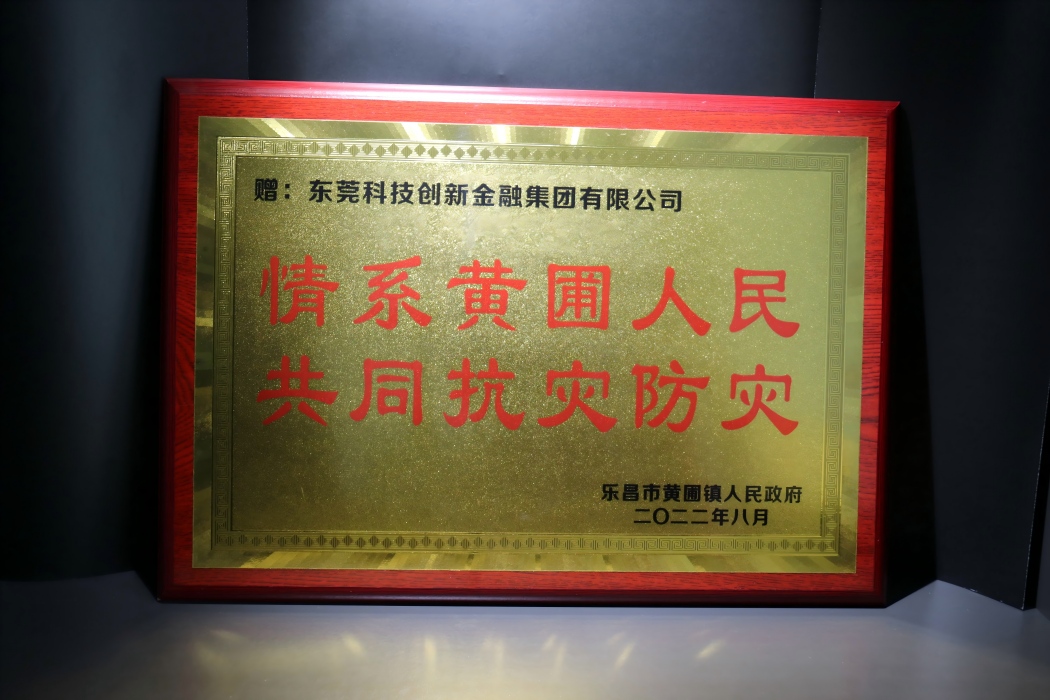 赠：东莞科技创新金融集团有限公司
情系黄圃人民
共同抗灾防灾
乐昌市黄圃镇人民政府
二〇二二年八月